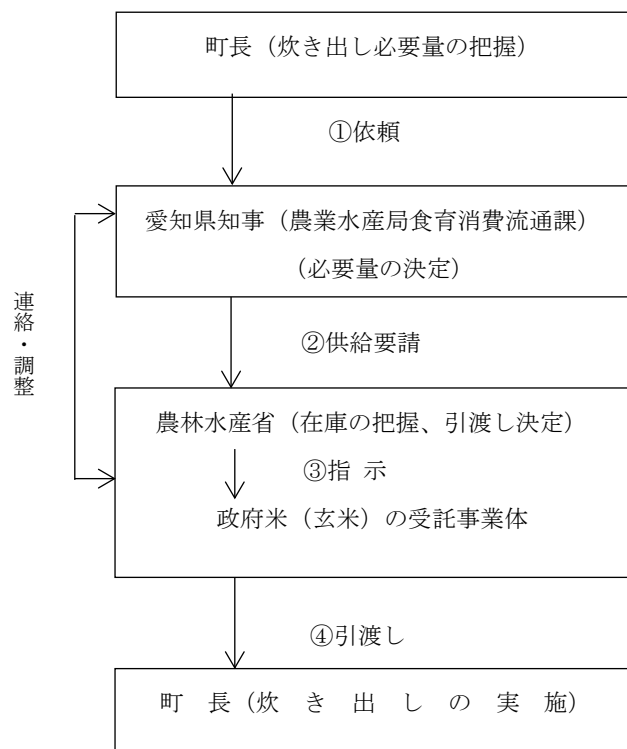 町長（炊き出し必要量の把握）
①依頼
愛知県知事（農業水産局食育消費流通課）
（必要量の決定）
連絡・調整
②供給要請
農林水産省（在庫の把握、引渡し決定）
③指 示
政府米（玄米）の受託事業体
④引渡し
町　長（炊　き　出　し　の　実　施）